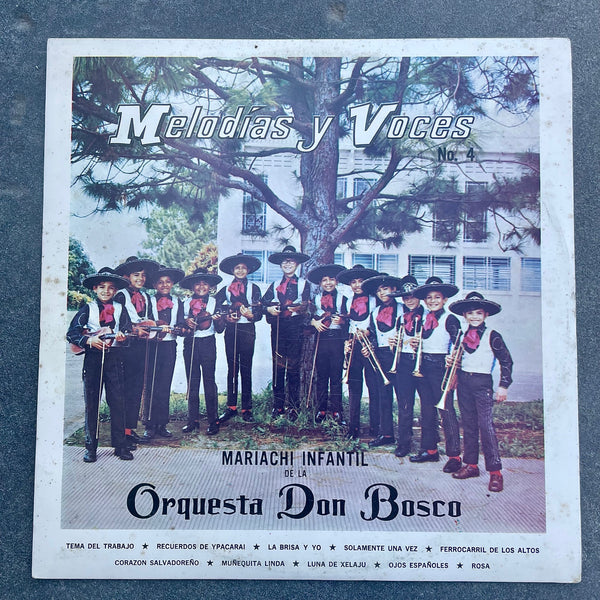 Melodías y Voces
No. 4
MARIACHI INFANTIL
DE LA
Orquesta Don Bosco
TEMA DEL TRABAJO ★ RECUERDOS DE YPACARAI ★ LA BRISA Y YO ★ SOLAMENTE UNA VEZ ★ FERROCARRIL DE LOS ALTOS
CORAZON SALVADOREÑO ★ MUÑEQUITA LINDA ★ LUNA DE XELAJU ★ OJOS ESPAÑOLES ★ ROSA